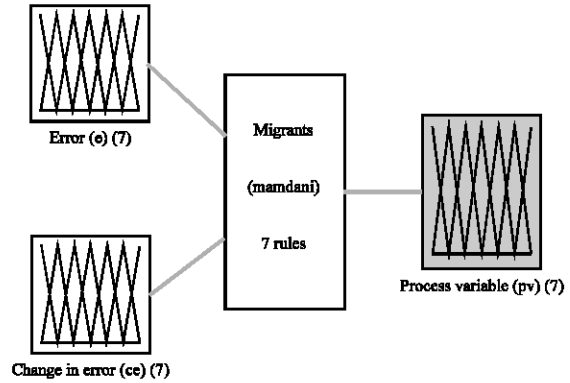 Error (e) (7)
Migrants
(mamdani)
7 rules
Process variable (pv) (7)
Change in error (ce) (7)